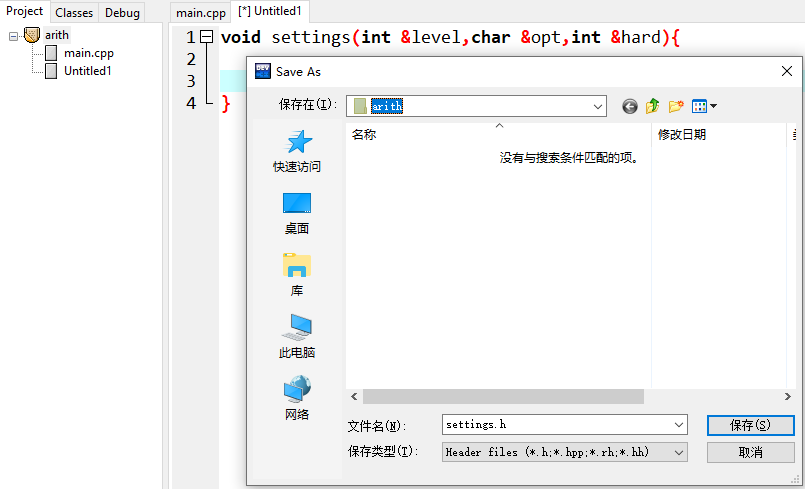 Project Classes Debug
main.cpp [*] Untitled1
arith
main.cpp
Untitled1
1 void settings(int &level,char &opt,int &hard){
2
3
4 }
Save As
保存在(I): arith
名称 修改日期
没有与搜索条件匹配的项。
快速访问
桌面
库
此电脑
网络
文件名(N): settings.h 保存(S)
保存类型(T): Header files (*.h;*.hpp;*.rh;*.hh) 取消